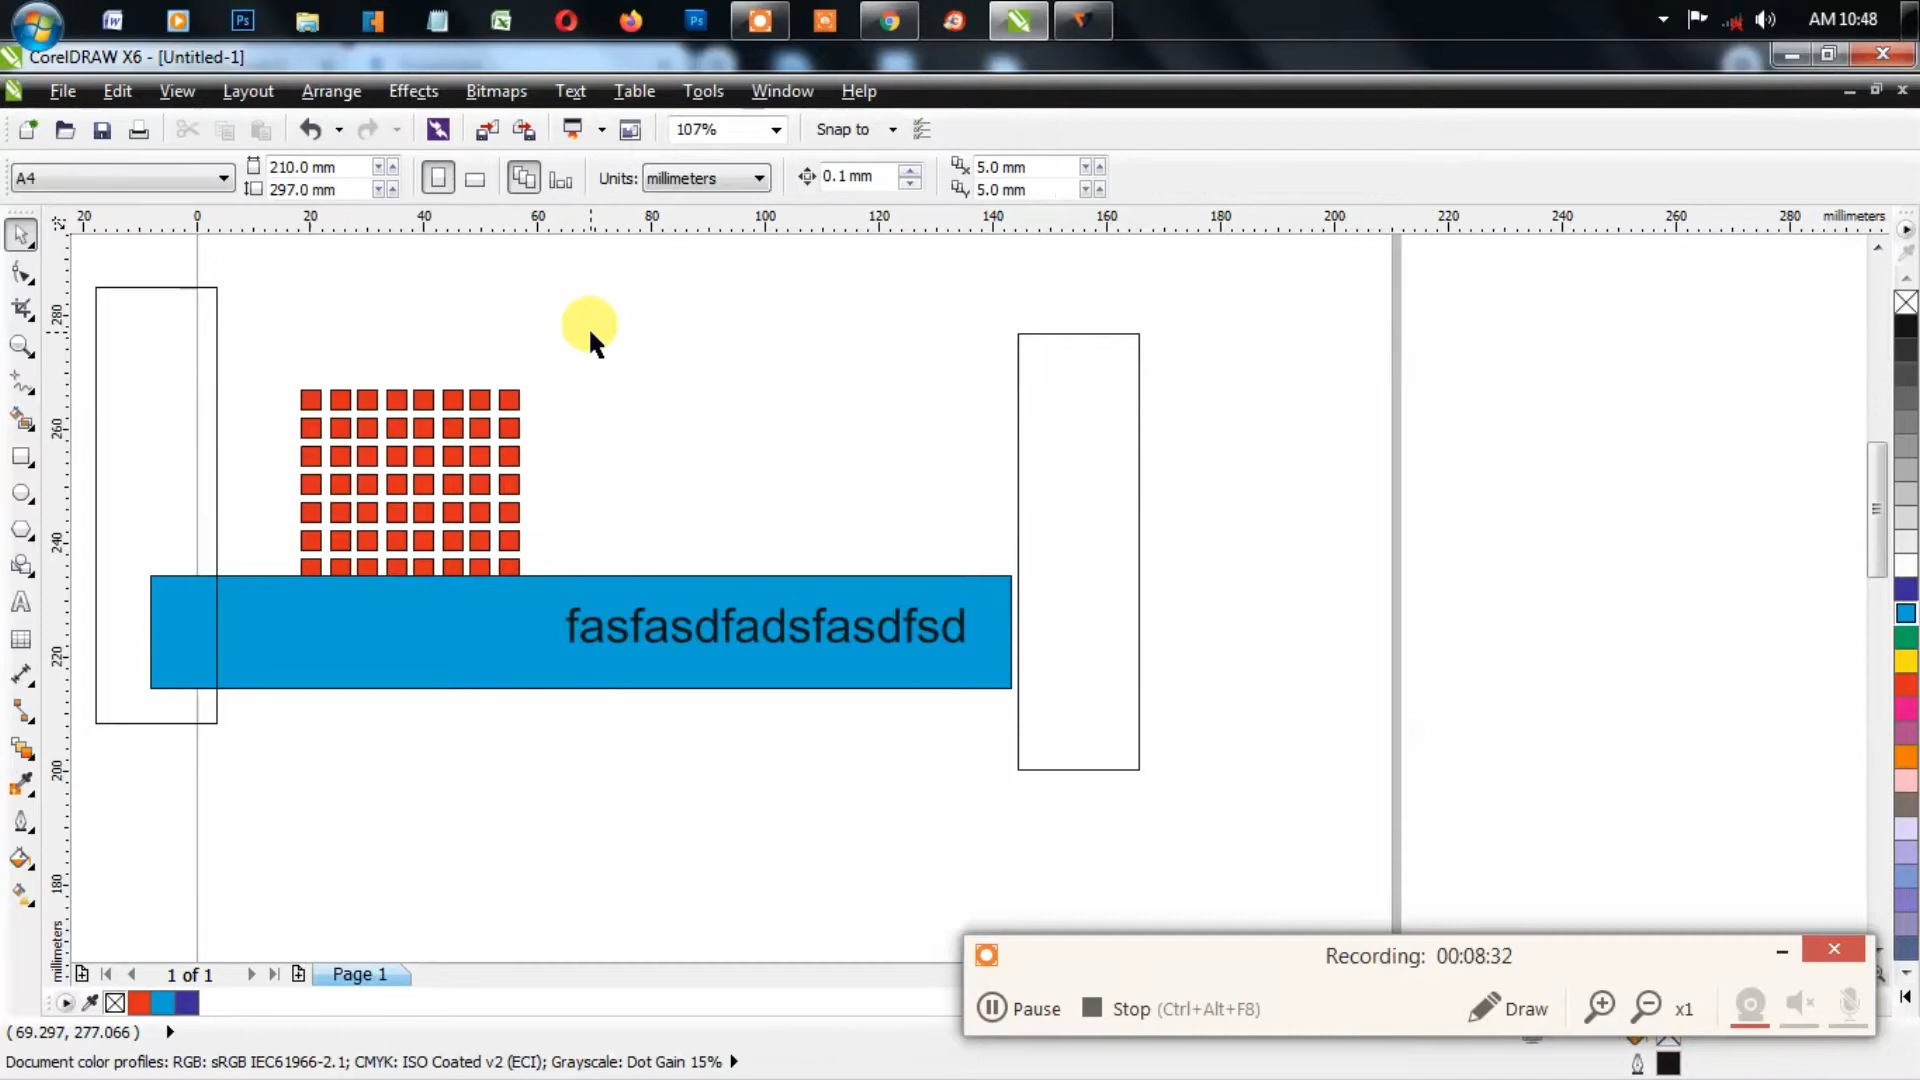 AM 10:48
CorelDRAW X6 - [Untitled-1]
File Edit View Layout Arrange Effects Bitmaps Text Table Tools Window Help
107% Snap to
A4 210.0 mm 297.0 mm Units: millimeters 0.1 mm 5.0 mm 5.0 mm
20 0 20 40 60 80 100 120 140 160 180 200 220 240 260 280 millimeters
280
260
240
220
200
180
millimeters
fasfasdfadsfasdfsd
1 of 1 Page 1
Recording: 00:08:32
Pause Stop (Ctrl+Alt+F8) Draw x1
( 69.297, 277.066 )
Document color profiles: RGB: sRGB IEC61966-2.1; CMYK: ISO Coated v2 (ECI); Grayscale: Dot Gain 15%